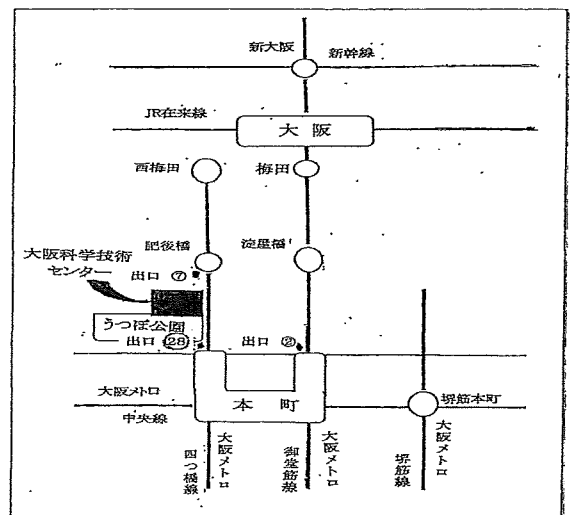 新大阪
新幹線
JR在来線
大阪
西梅田
梅田
肥後橋
淀屋橋
大阪科学技術
センター
出口 ⑦
うつぼ公園
出口 ㉘
出口 ②
大阪メトロ
中央線
本町
堺筋本町
大阪メトロ
四つ橋線
大阪メトロ
御堂筋線
大阪メトロ
堺筋線